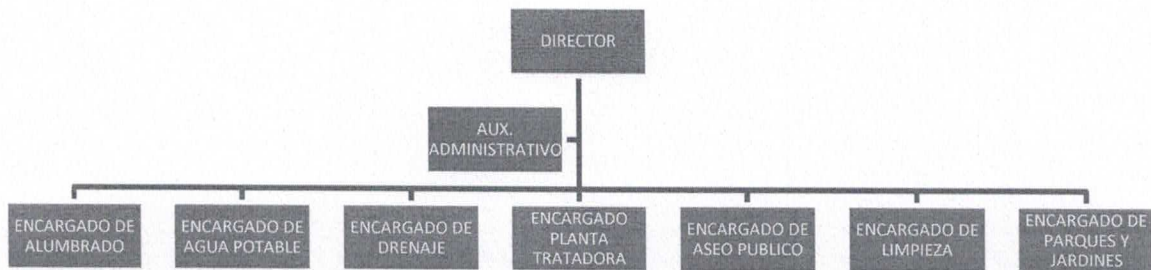 DIRECTOR
AUX.
ADMINISTRATIVO
ENCARGADO DE
ALUMBRADO
ENCARGADO DE
AGUA POTABLE
ENCARGADO DE
DRENAJE
ENCARGADO
PLANTA
TRATADORA
ENCARGADO DE
ASEO PUBLICO
ENCARGADO DE
LIMPIEZA
ENCARGADO DE
PARQUES Y
JARDINES